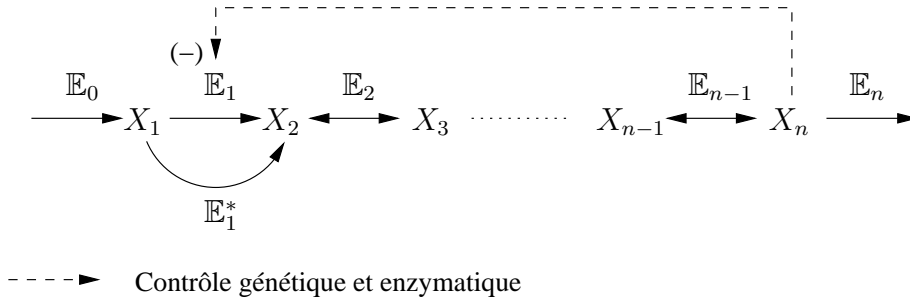 (–)
𝔼₀ 𝔼₁ 𝔼₂ 𝔼ₙ₋₁ 𝔼ₙ
X₁ X₂ X₃ ............ Xₙ₋₁ Xₙ
𝔼₁*
Contrôle génétique et enzymatique